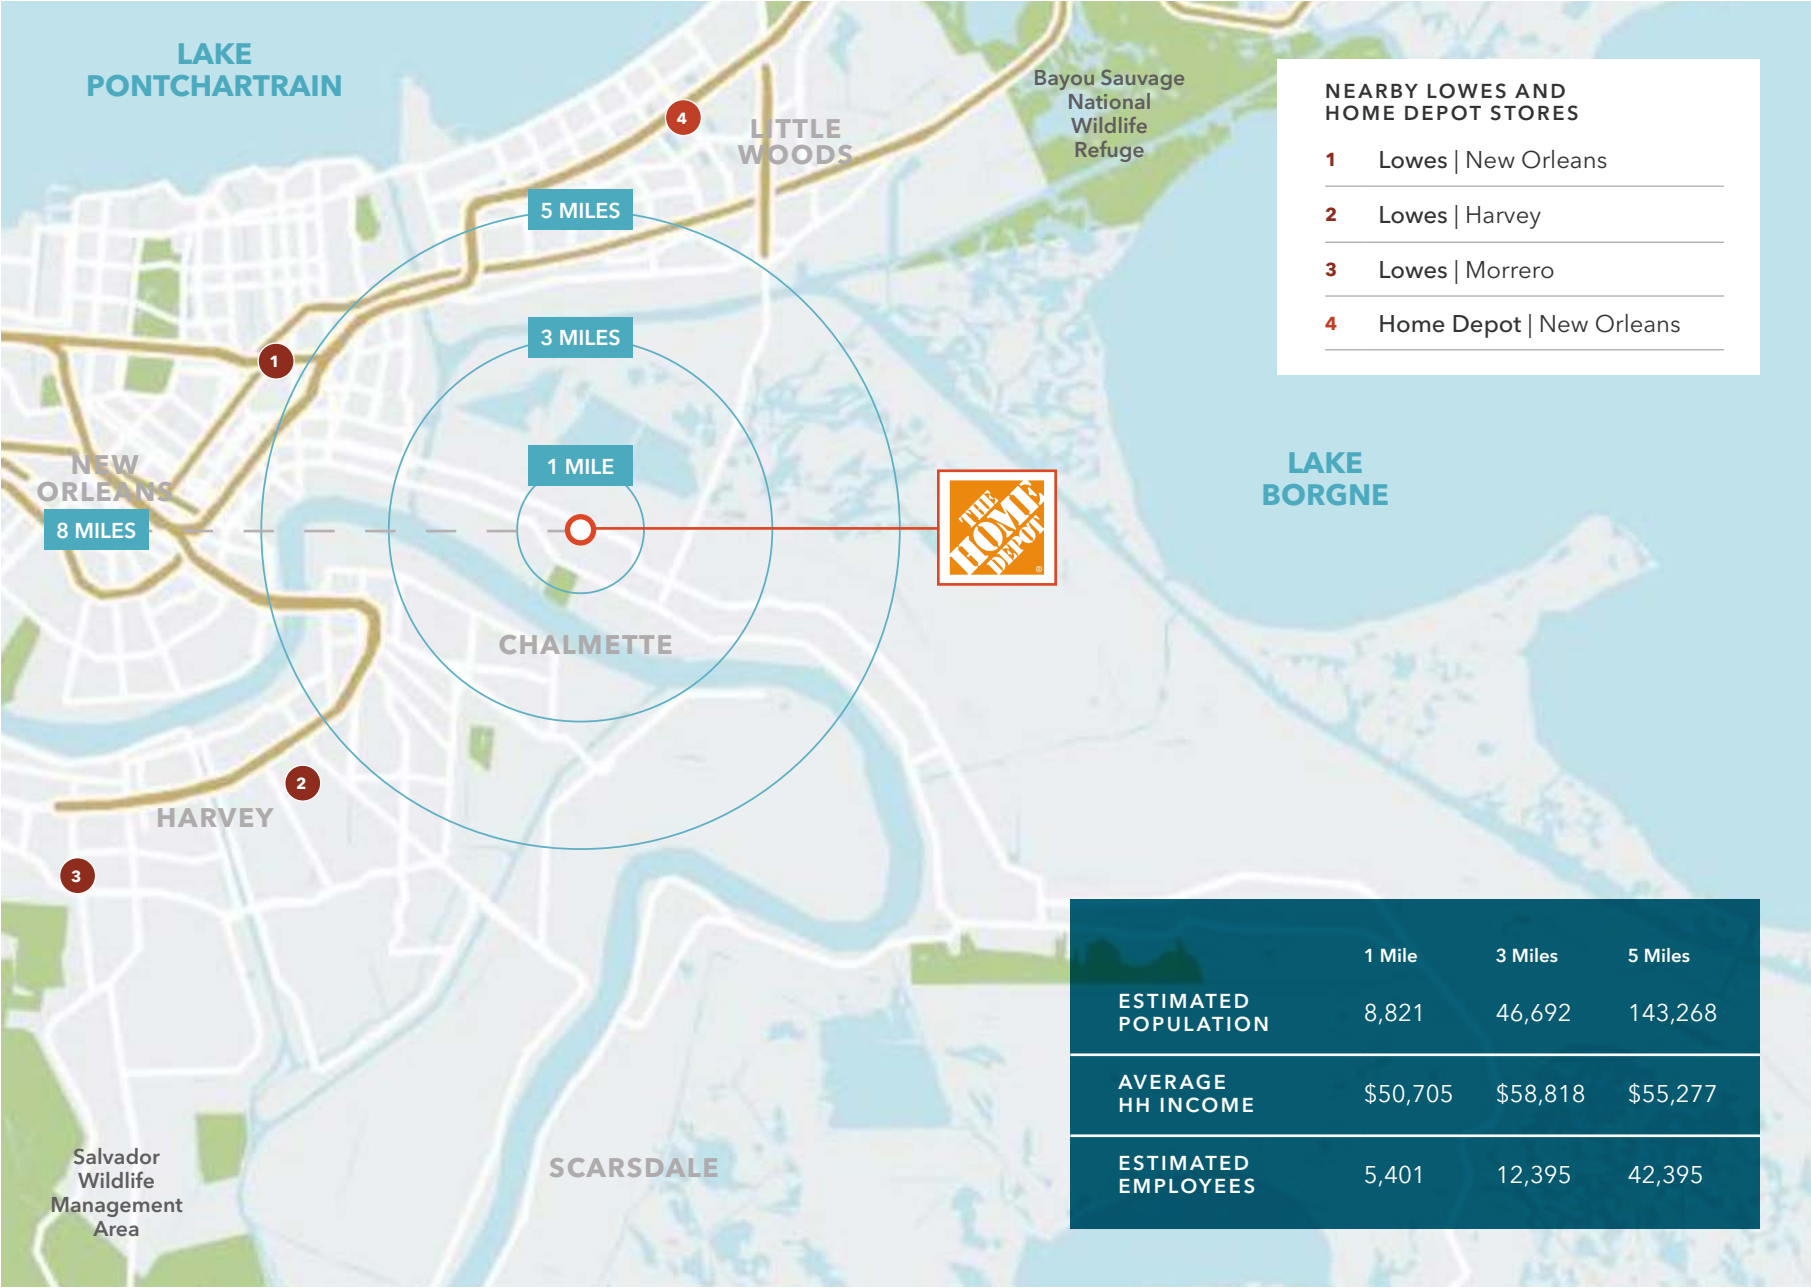 LAKE
PONTCHARTRAIN
4
LITTLE
WOODS
Bayou Sauvage
National
Wildlife
Refuge
NEARBY LOWES AND
HOME DEPOT STORES
1 Lowes | New Orleans
2 Lowes | Harvey
3 Lowes | Morrero
4 Home Depot | New Orleans
5 MILES
3 MILES
1
1 MILE
NEW
ORLEANS
8 MILES
THE
HOME
DEPOT
®
LAKE
BORGNE
CHALMETTE
2
HARVEY
3
1 Mile 3 Miles 5 Miles
ESTIMATED
POPULATION 8,821 46,692 143,268
AVERAGE
HH INCOME $50,705 $58,818 $55,277
ESTIMATED
EMPLOYEES 5,401 12,395 42,395
SCARSDALE
Salvador
Wildlife
Management
Area